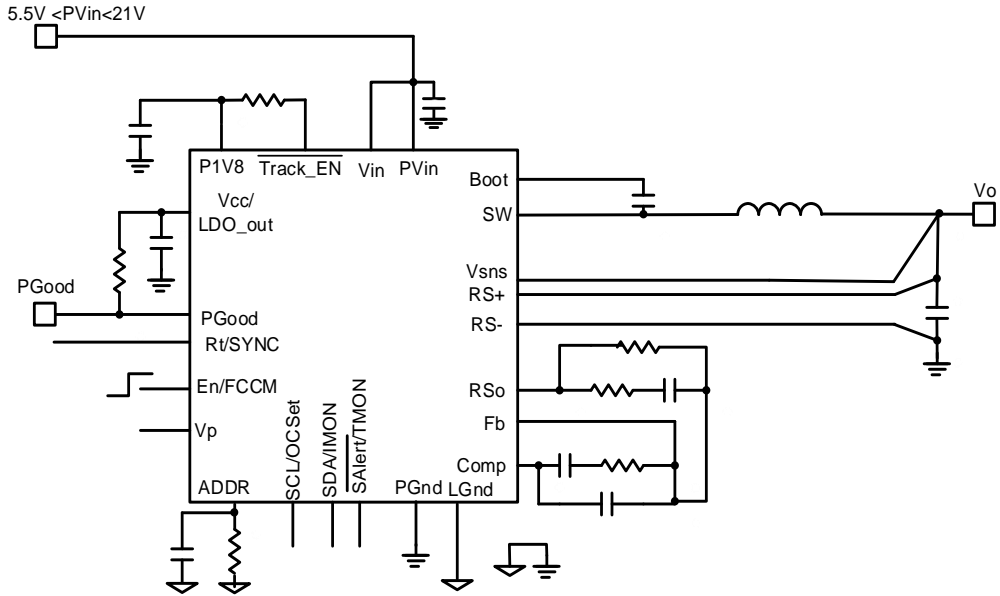 5.5V <PVin<21V
P1V8
Track_EN
Vin
PVin
Boot
Vcc/
LDO_out
SW
Vo
Vsns
RS+
PGood
PGood
RS-
Rt/SYNC
En/FCCM
RSo
Vp
Fb
Comp
SCL/OCSet
SDA/IMON
SAlert/TMON
ADDR
PGnd
LGnd